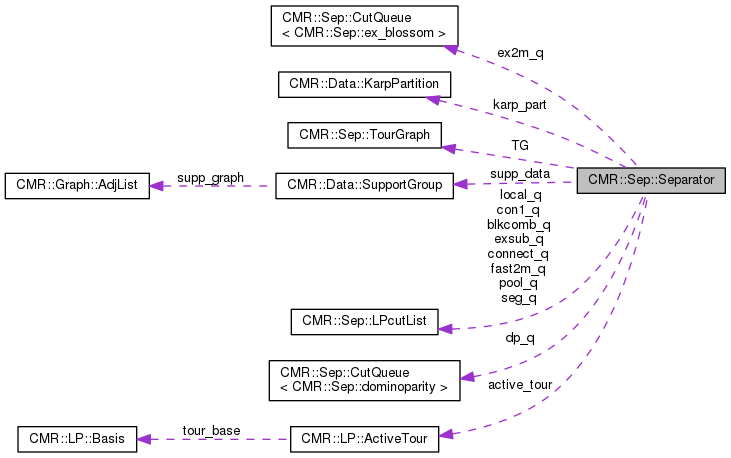 CMR::Sep::CutQueue
< CMR::Sep::ex_blossom >
ex2m_q
CMR::Data::KarpPartition
karp_part
CMR::Sep::TourGraph
TG
CMR::Sep::Separator
CMR::Graph::AdjList
supp_graph
CMR::Data::SupportGroup
supp_data
local_q
con1_q
blkcomb_q
exsub_q
connect_q
fast2m_q
pool_q
seg_q
CMR::Sep::LPcutList
dp_q
CMR::Sep::CutQueue
< CMR::Sep::dominoparity >
active_tour
CMR::LP::Basis
tour_base
CMR::LP::ActiveTour